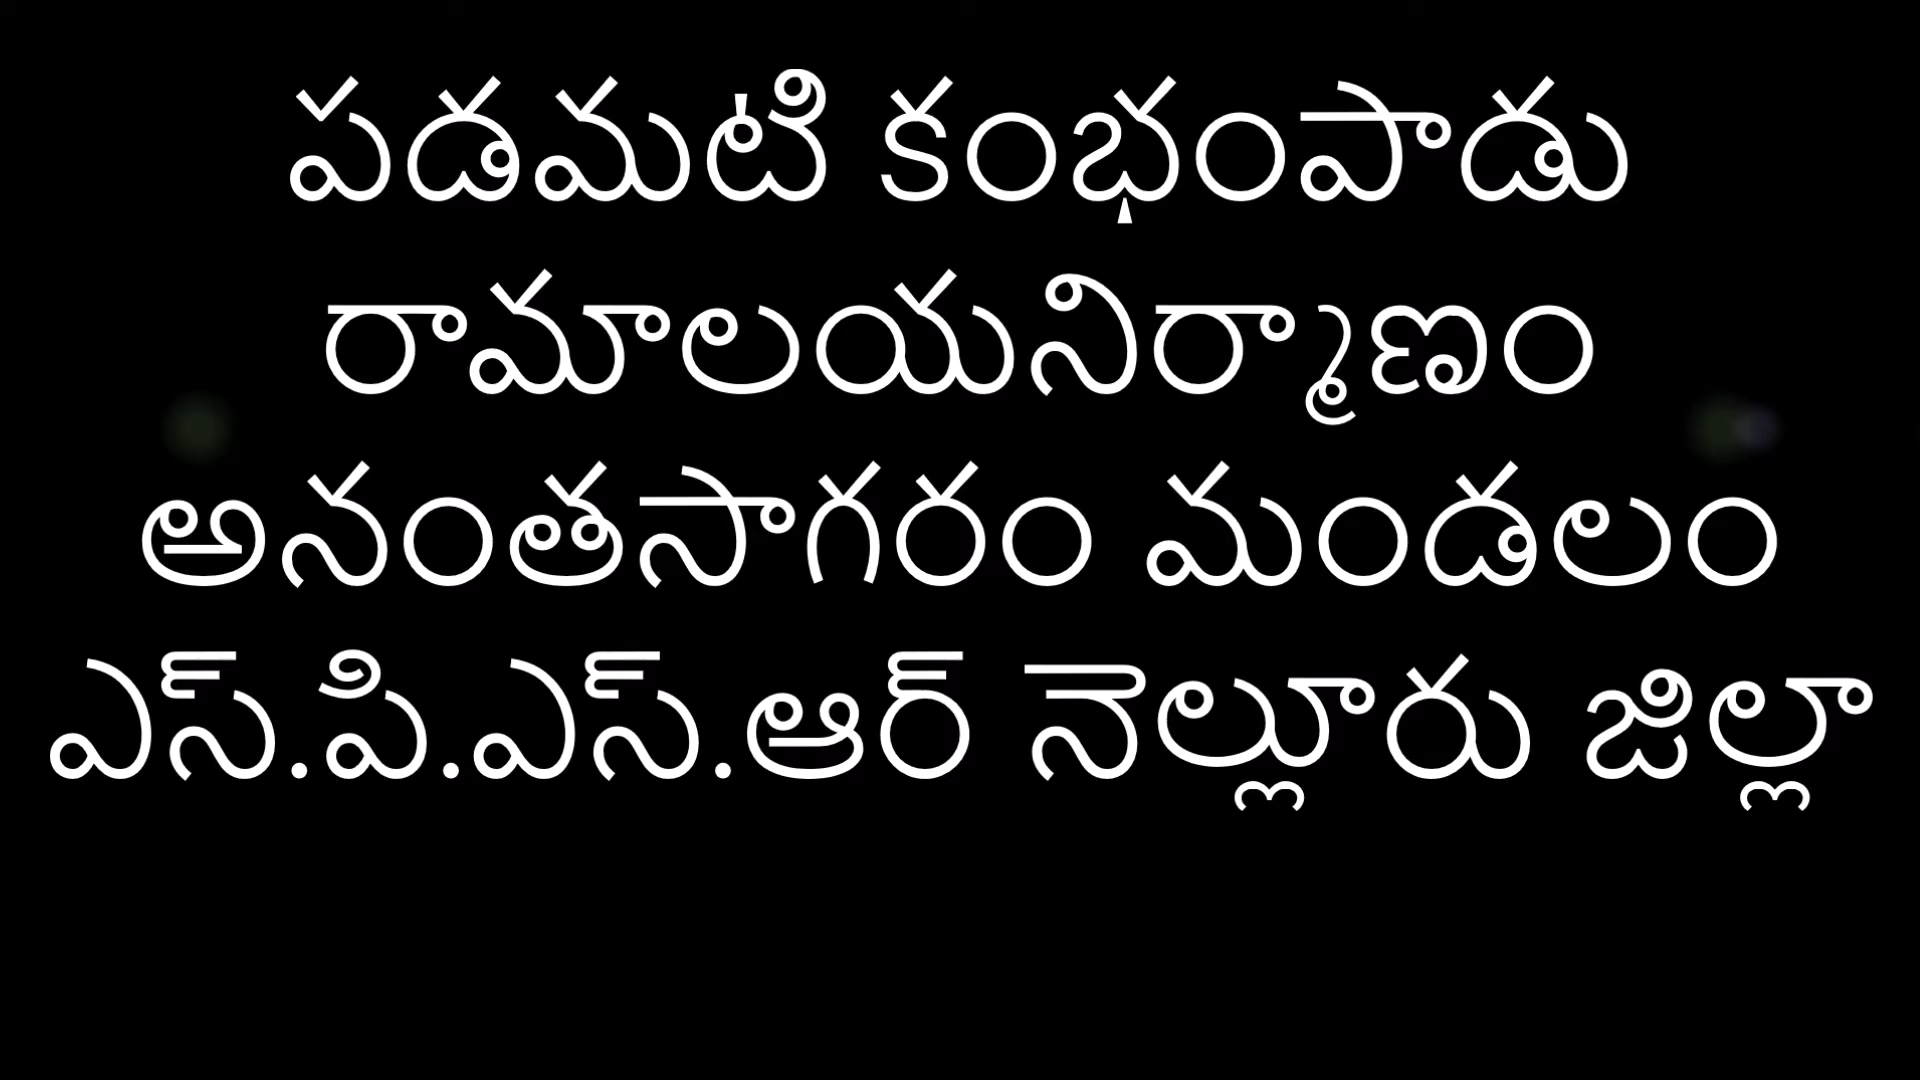 పడమటి కంభంపాడు
రామాలయనిర్మాణం
అనంతసాగరం మండలం
ఎస్.పి.ఎస్.ఆర్ నెల్లూరు జిల్లా